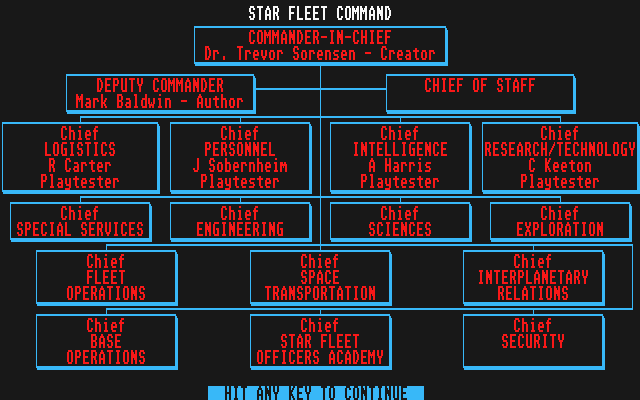 STAR FLEET COMMAND
COMMANDER-IN-CHIEF
Dr. Trevor Sorensen - Creator
DEPUTY COMMANDER
Mark Baldwin - Author
CHIEF OF STAFF
Chief
LOGISTICS
R Carter
Playtester
Chief
PERSONNEL
J Sobernheim
Playtester
Chief
INTELLIGENCE
A Harris
Playtester
Chief
RESEARCH/TECHNOLOGY
C Keeton
Playtester
Chief
SPECIAL SERVICES
Chief
ENGINEERING
Chief
SCIENCES
Chief
EXPLORATION
Chief
FLEET
OPERATIONS
Chief
SPACE
TRANSPORTATION
Chief
INTERPLANETARY
RELATIONS
Chief
BASE
OPERATIONS
Chief
STAR FLEET
OFFICERS ACADEMY
Chief
SECURITY
HIT ANY KEY TO CONTINUE